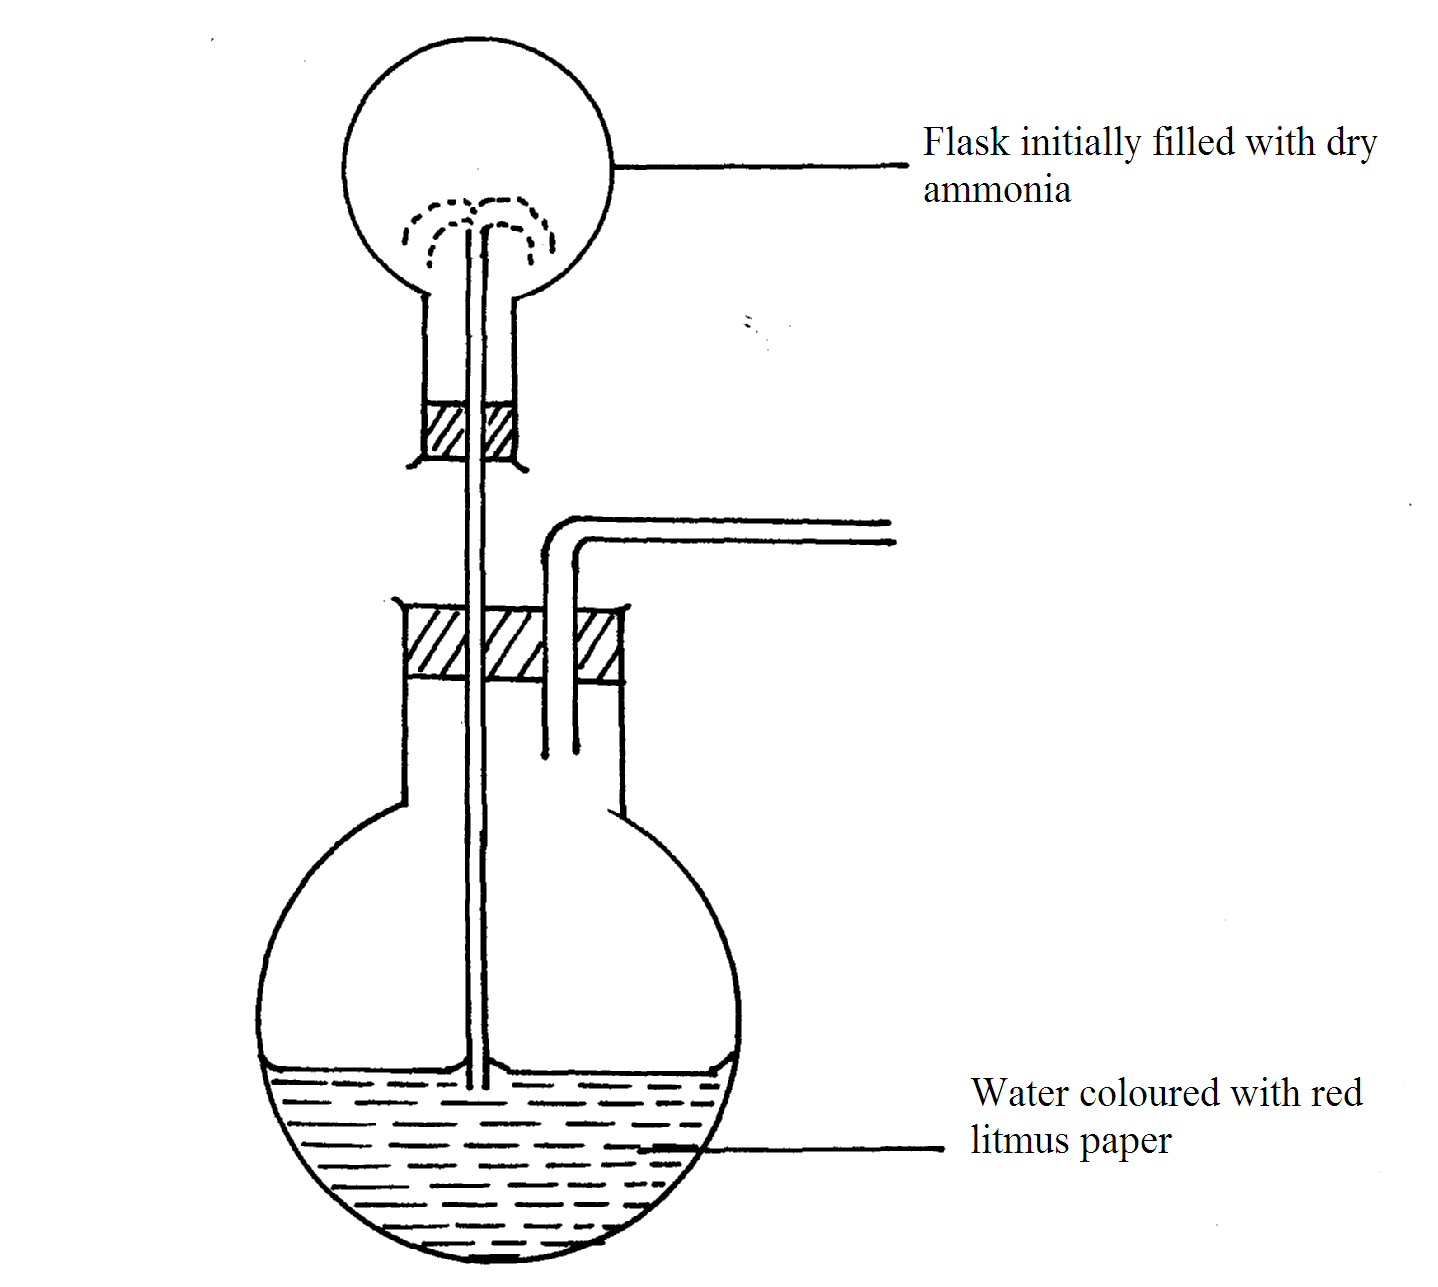 Flask initially filled with dry
ammonia
Water coloured with red
litmus paper